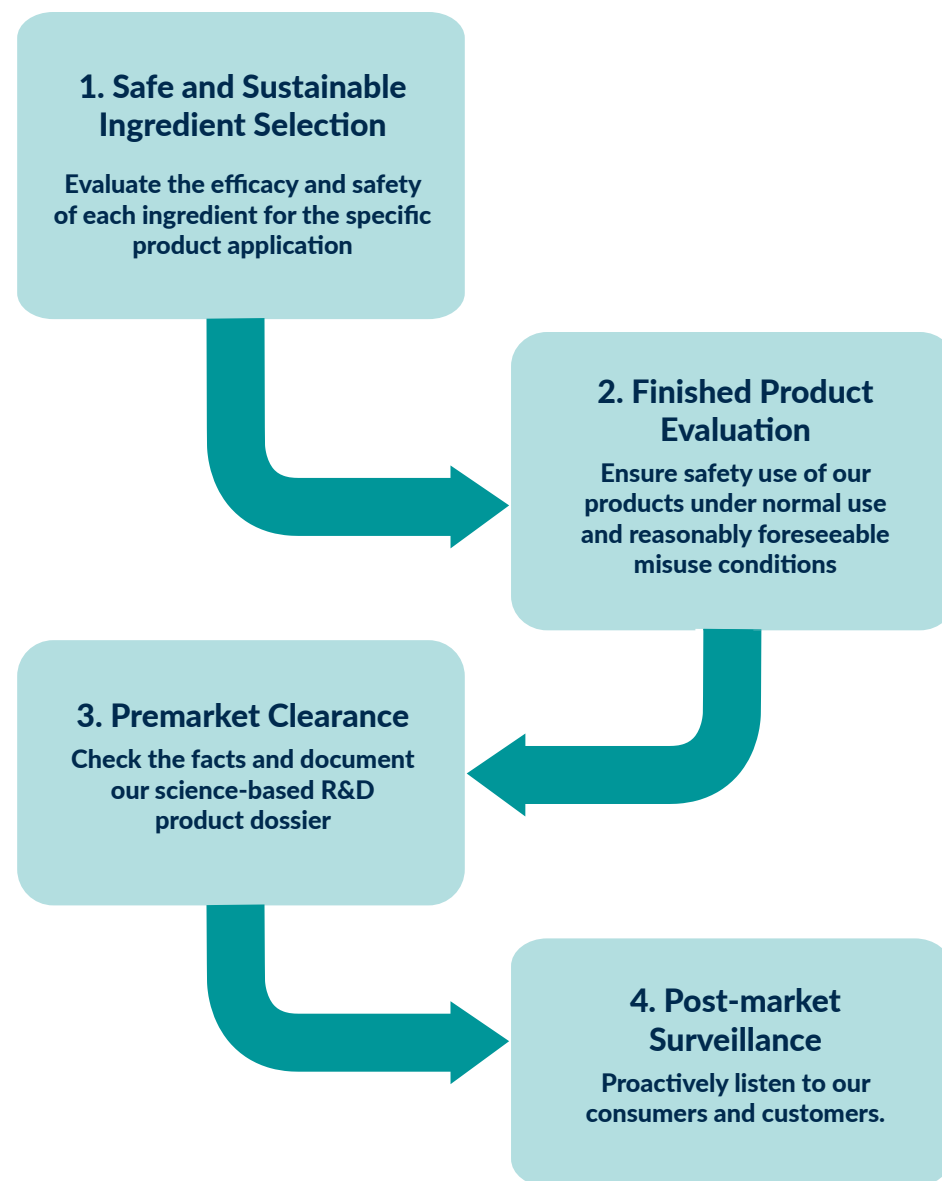 1. Safe and Sustainable
Ingredient Selection
Evaluate the efficacy and safety
of each ingredient for the specific
product application
2. Finished Product
Evaluation
Ensure safety use of our
products under normal use
and reasonably foreseeable
misuse conditions
3. Premarket Clearance
Check the facts and document
our science-based R&D
product dossier
4. Post-market
Surveillance
Proactively listen to our
consumers and customers.